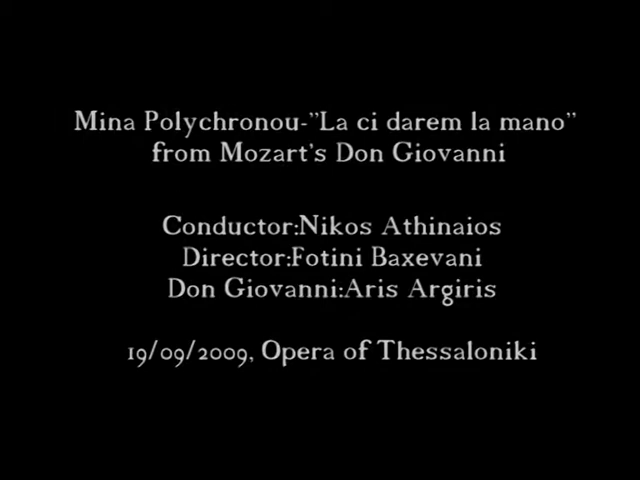 Mina Polychronou-"La ci darem la mano"
from Mozart's Don Giovanni
Conductor:Nikos Athinaios
Director:Fotini Baxevani
Don Giovanni:Aris Argiris
19/09/2009, Opera of Thessaloniki